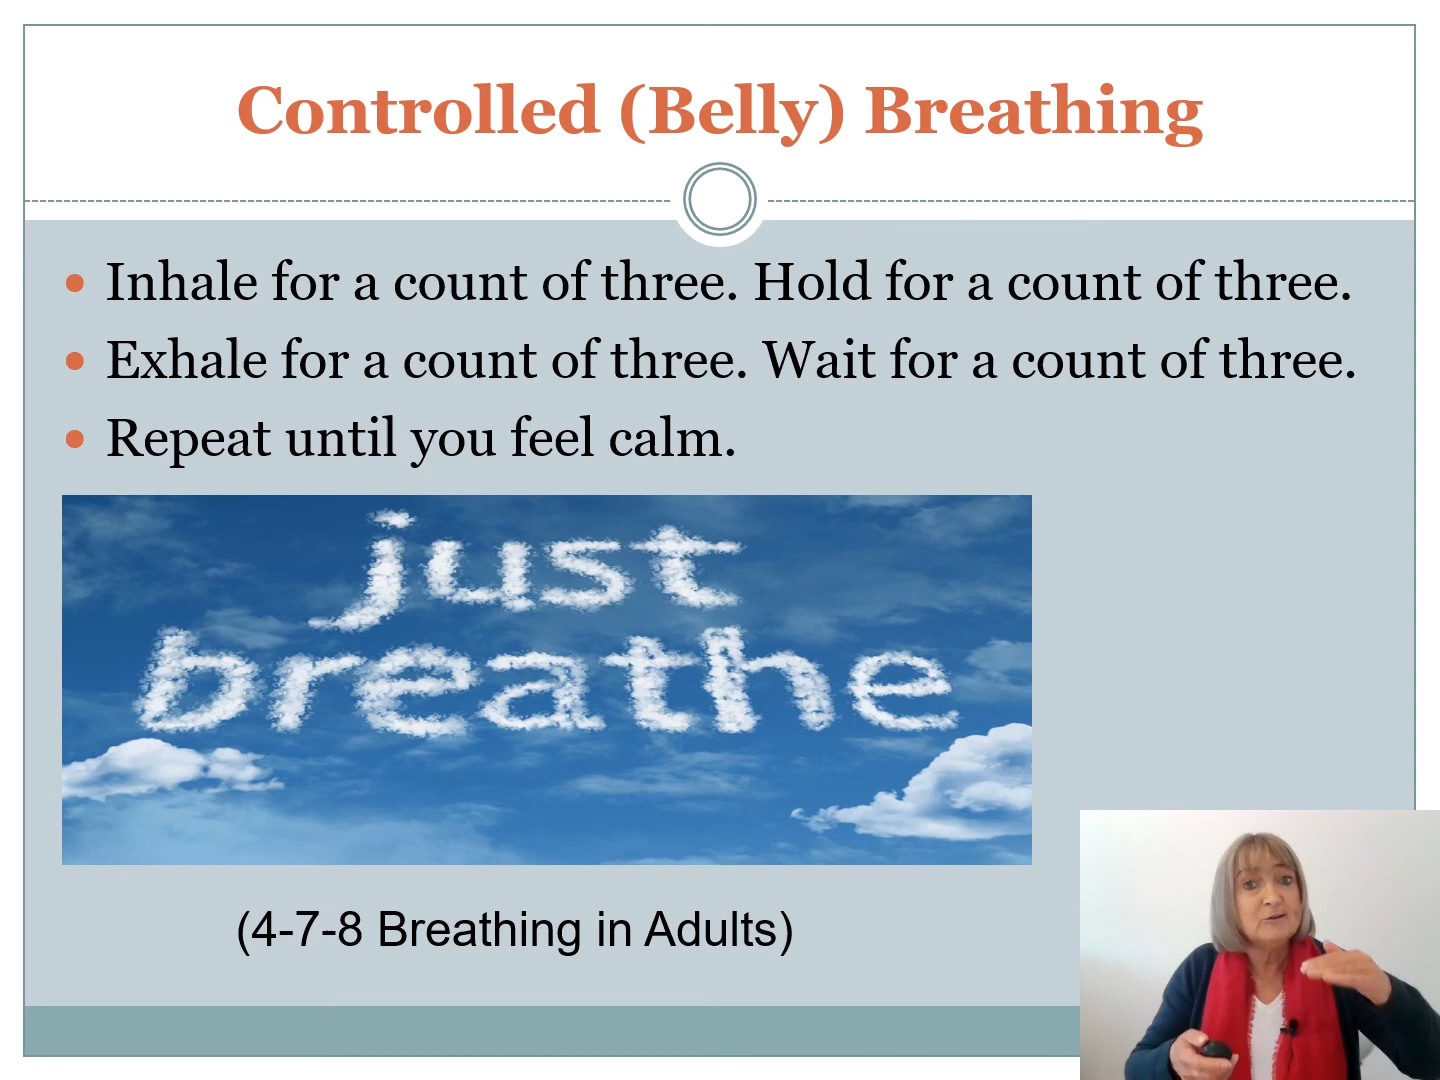 Controlled (Belly) Breathing
• Inhale for a count of three. Hold for a count of three.
• Exhale for a count of three. Wait for a count of three.
• Repeat until you feel calm.
just
breathe
(4-7-8 Breathing in Adults)